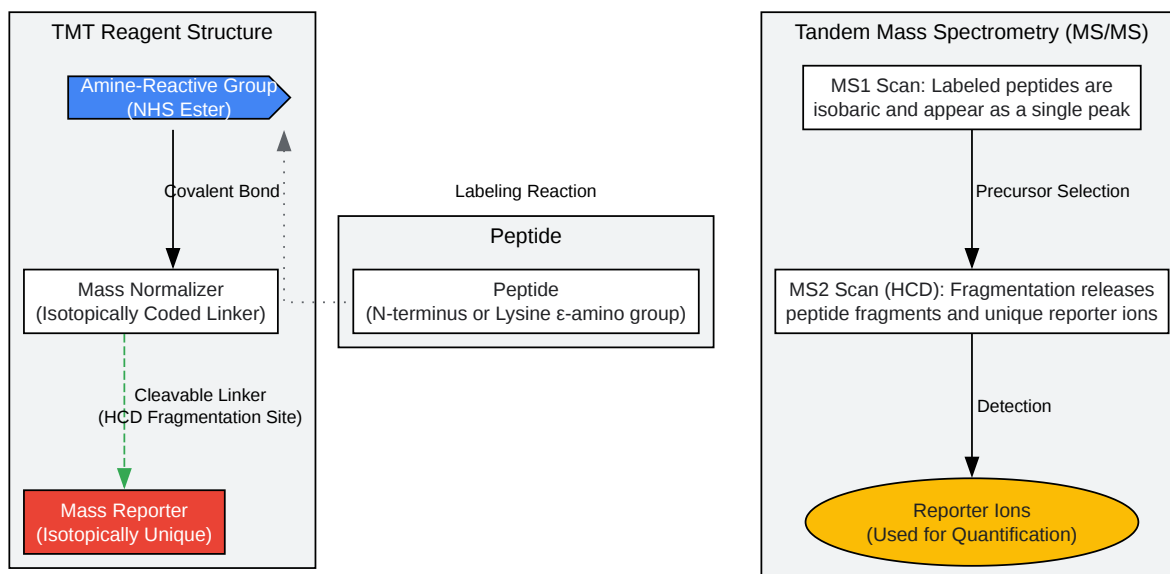 TMT Reagent Structure
Amine-Reactive Group
(NHS Ester)
Covalent Bond
Mass Normalizer
(Isotopically Coded Linker)
Cleavable Linker
(HCD Fragmentation Site)
Mass Reporter
(Isotopically Unique)
Labeling Reaction
Peptide
Peptide
(N-terminus or Lysine ε-amino group)
Tandem Mass Spectrometry (MS/MS)
MS1 Scan: Labeled peptides are
isobaric and appear as a single peak
Precursor Selection
MS2 Scan (HCD): Fragmentation releases
peptide fragments and unique reporter ions
Detection
Reporter Ions
(Used for Quantification)